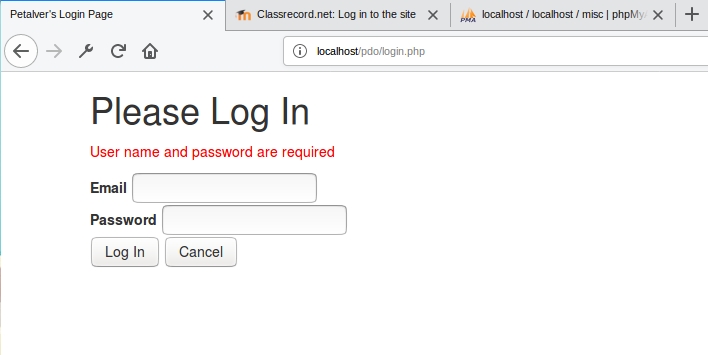 Petalver's Login Page
Classrecord.net: Log in to the site
PMA
localhost / localhost / misc | phpMy
localhost/pdo/login.php
Please Log In
User name and password are required
Email
Password
Log In Cancel